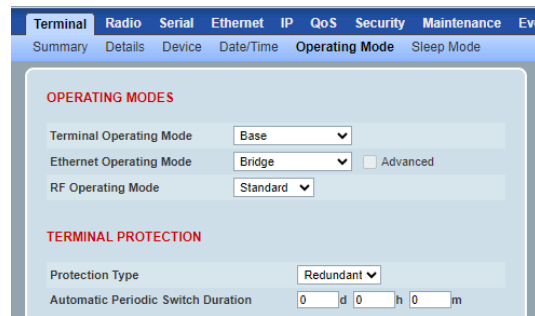 Terminal Radio Serial Ethernet IP QoS Security Maintenance
Summary Details Device Date/Time Operating Mode Sleep Mode
OPERATING MODES
Terminal Operating Mode Base
Ethernet Operating Mode Bridge Advanced
RF Operating Mode Standard
TERMINAL PROTECTION
Protection Type Redundant
Automatic Periodic Switch Duration 0 d 0 h 0 m